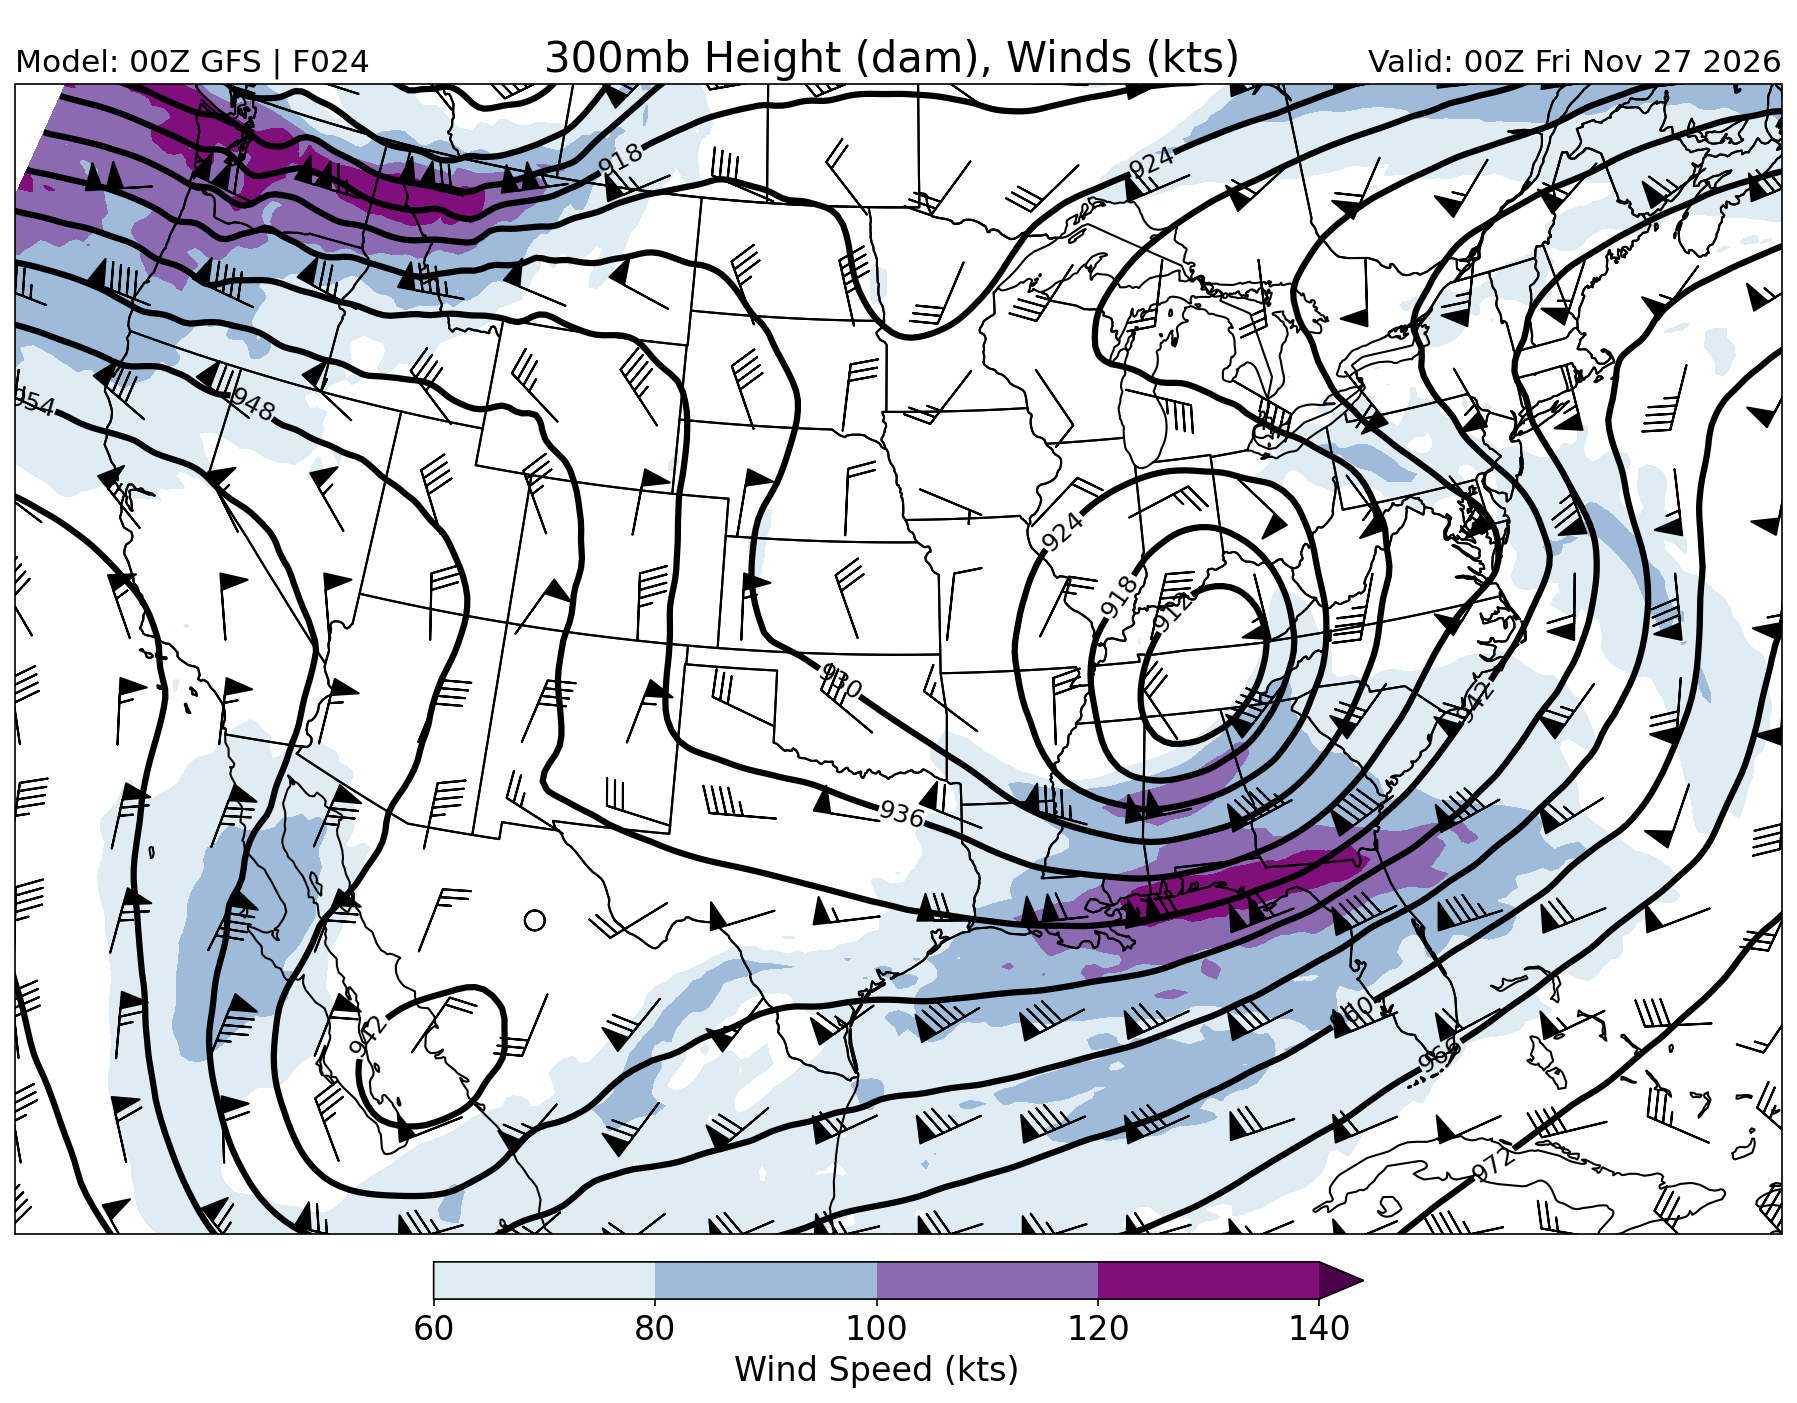 Model: 00Z GFS | F024
300mb Height (dam), Winds (kts)
Valid: 00Z Fri Nov 27 2026
918
924
954
948
924
918
912
930
942
936
942
960
966
972
60 80 100 120 140
Wind Speed (kts)